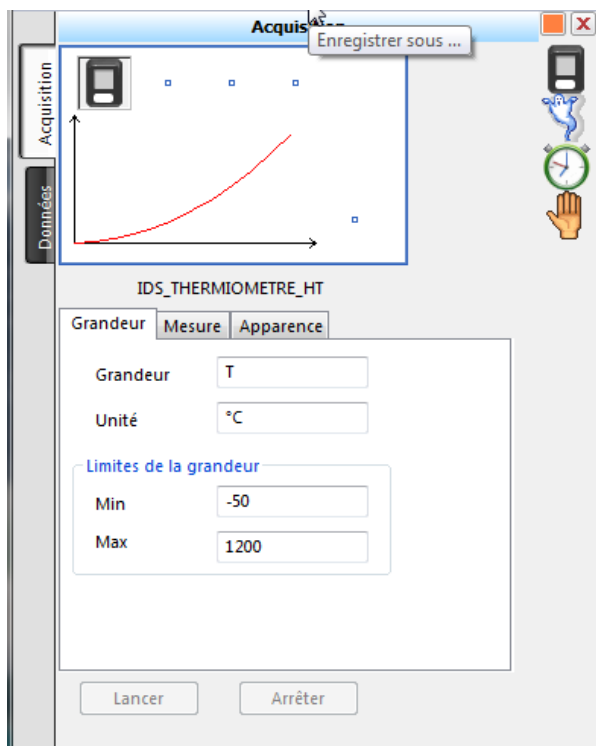 Acquisition
Enregistrer sous ...
Acquisition
Données
IDS_THERMIOMETRE_HT
Grandeur Mesure Apparence
Grandeur T
Unité °C
Limites de la grandeur
Min -50
Max 1200
Lancer Arrêter